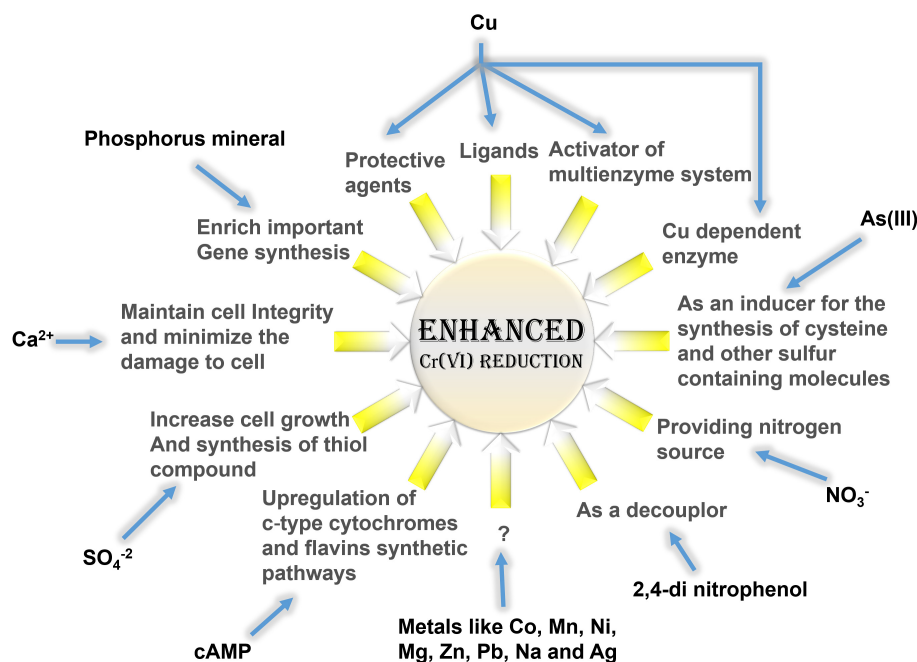 Cu
Phosphorus mineral
Protective
agents
Ligands
Activator of
multienzyme system
As(III)
Enrich important
Gene synthesis
Cu dependent
enzyme
Ca²⁺
Maintain cell Integrity
and minimize the
damage to cell
ENHANCED
Cr(VI) REDUCTION
As an inducer for the
synthesis of cysteine
and other sulfur
containing molecules
Increase cell growth
And synthesis of thiol
compound
Providing nitrogen
source
NO₃⁻
SO₄⁻²
Upregulation of
c-type cytochromes
and flavins synthetic
pathways
?
As a decouplor
2,4-di nitrophenol
cAMP
Metals like Co, Mn, Ni,
Mg, Zn, Pb, Na and Ag